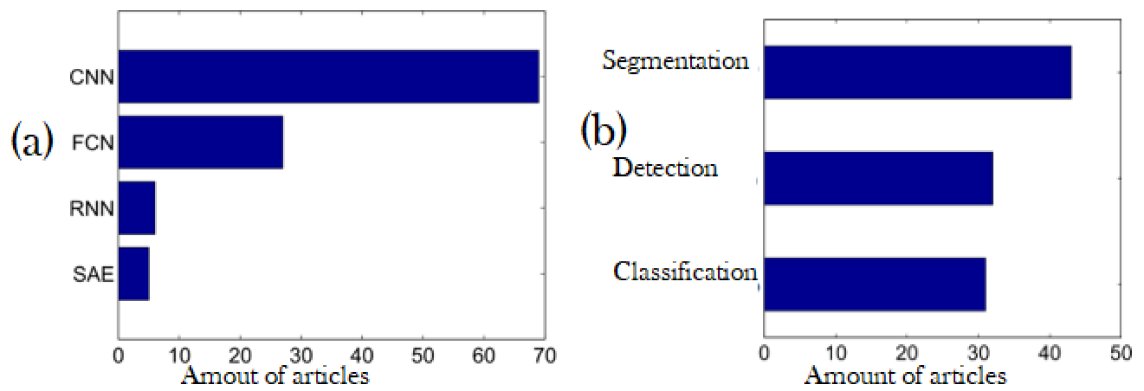 (a)
CNN
FCN
RNN
SAE
0 10 20 30 40 50 60 70
Amout of articles
(b)
Segmentation
Detection
Classification
0 10 20 30 40 50
Amount of articles